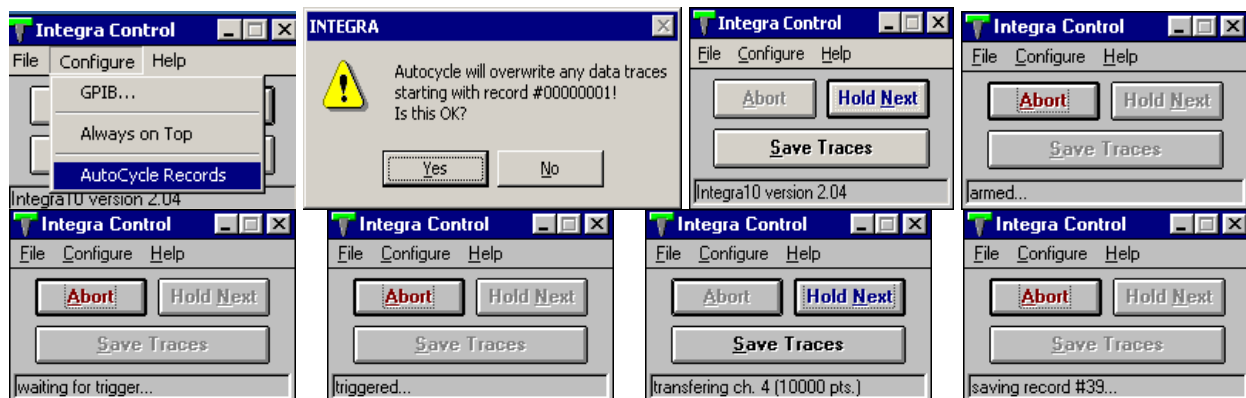 Integra Control
File Configure Help
GPIB...
Always on Top
AutoCycle Records
Integra10 version 2.04
INTEGRA
Autocycle will overwrite any data traces
starting with record #00000001!
Is this OK?
Yes No
Integra Control
File Configure Help
Abort Hold Next
Save Traces
Integra10 version 2.04
Integra Control
File Configure Help
Abort Hold Next
Save Traces
armed...
Integra Control
File Configure Help
Abort Hold Next
Save Traces
waiting for trigger...
Integra Control
File Configure Help
Abort Hold Next
Save Traces
triggered...
Integra Control
File Configure Help
Abort Hold Next
Save Traces
transfering ch. 4 (10000 pts.)
Integra Control
File Configure Help
Abort Hold Next
Save Traces
saving record #39...